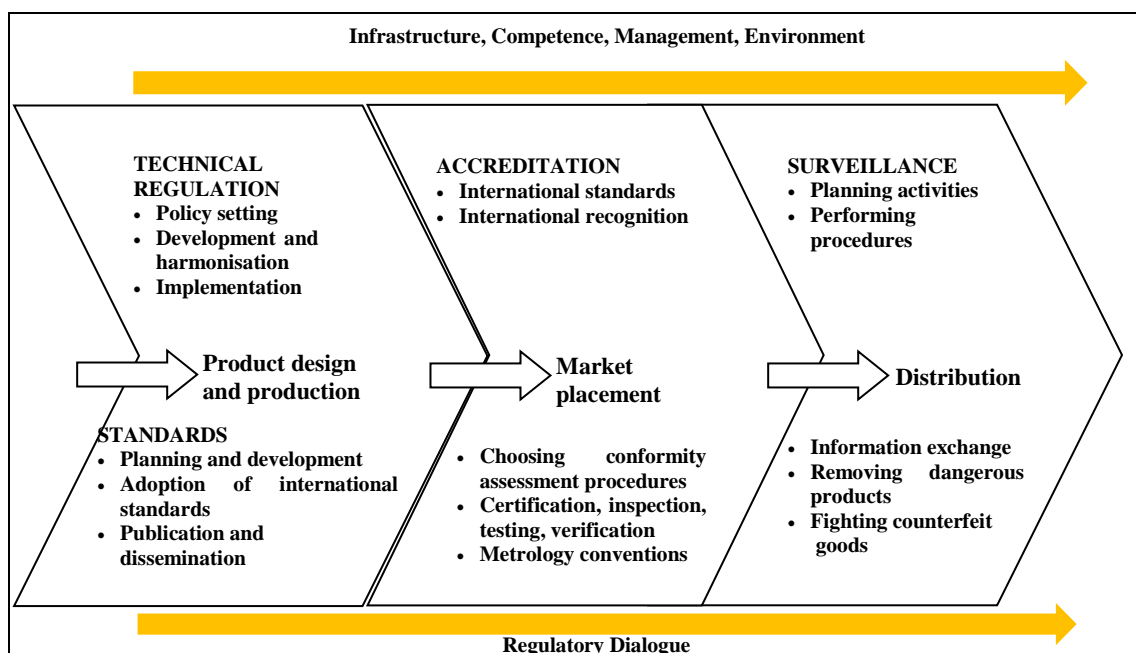 Infrastructure, Competence, Management, Environment
TECHNICAL
REGULATION
• Policy setting
• Development and
harmonisation
• Implementation
Product design
and production
STANDARDS
• Planning and development
• Adoption of international
standards
• Publication and
dissemination
ACCREDITATION
• International standards
• International recognition
Market
placement
• Choosing conformity
assessment procedures
• Certification, inspection,
testing, verification
• Metrology conventions
SURVEILLANCE
• Planning activities
• Performing
procedures
Distribution
• Information exchange
• Removing dangerous
products
• Fighting counterfeit
goods
Regulatory Dialogue